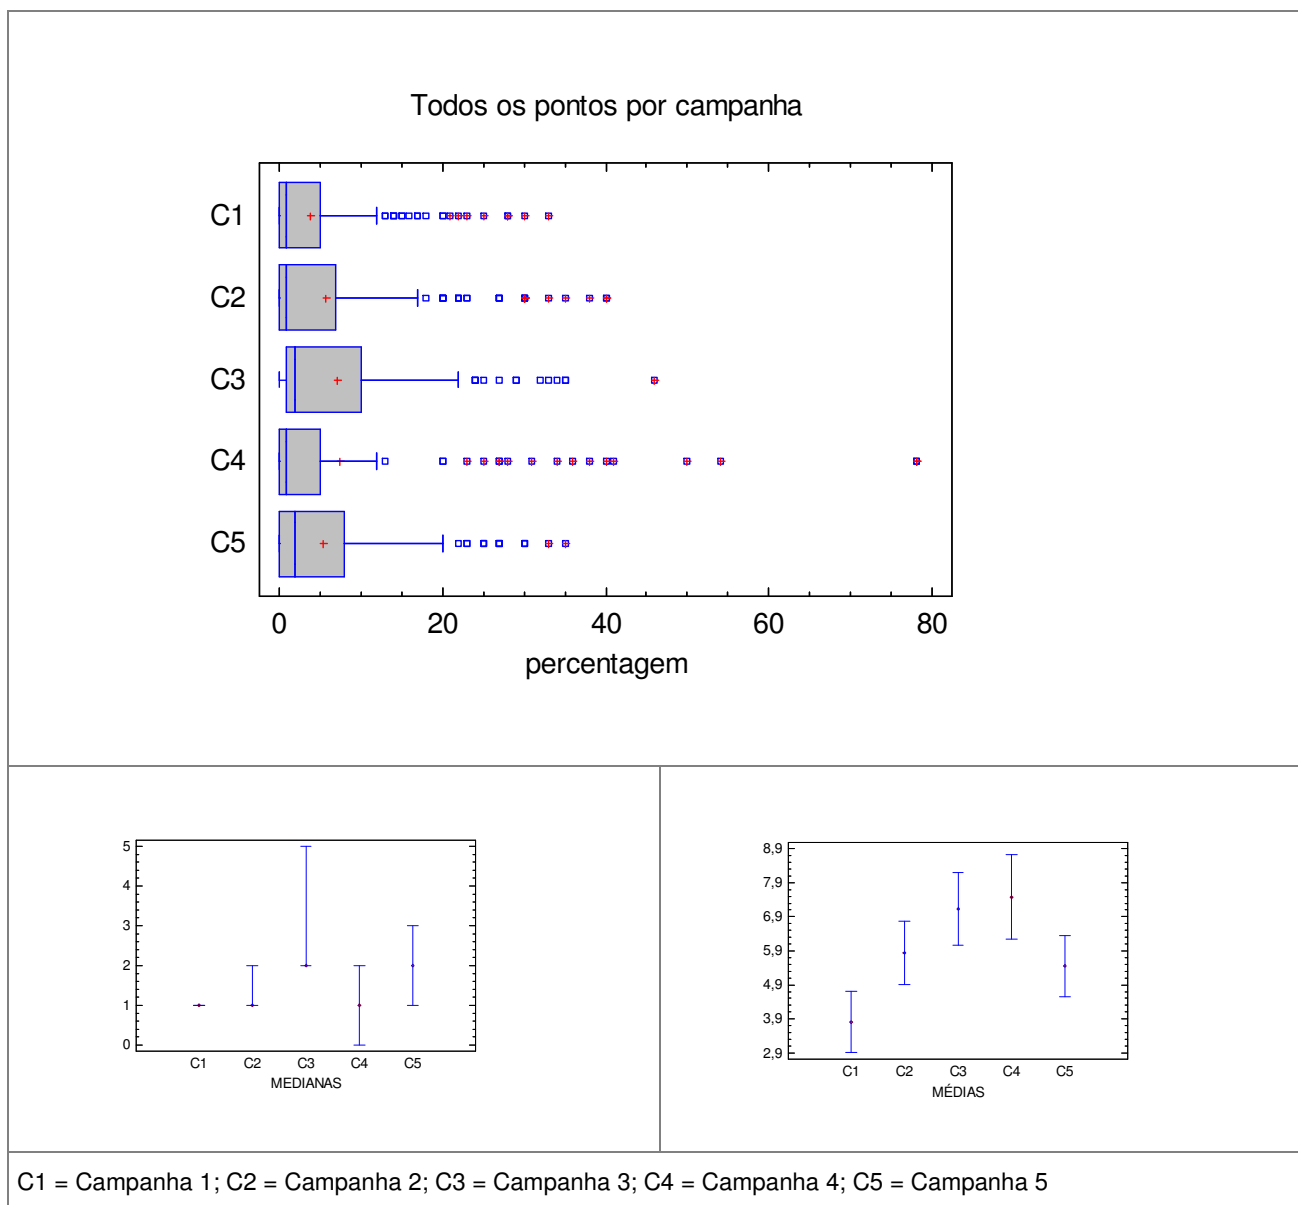 Todos os pontos por campanha
C1
C2
C3
C4
C5
0 20 40 60 80
percentagem
5
4
3
2
1
0
C1 C2 C3 C4 C5
MEDIANAS
8,9
7,9
6,9
5,9
4,9
3,9
2,9
C1 C2 C3 C4 C5
MÉDIAS
C1 = Campanha 1; C2 = Campanha 2; C3 = Campanha 3; C4 = Campanha 4; C5 = Campanha 5